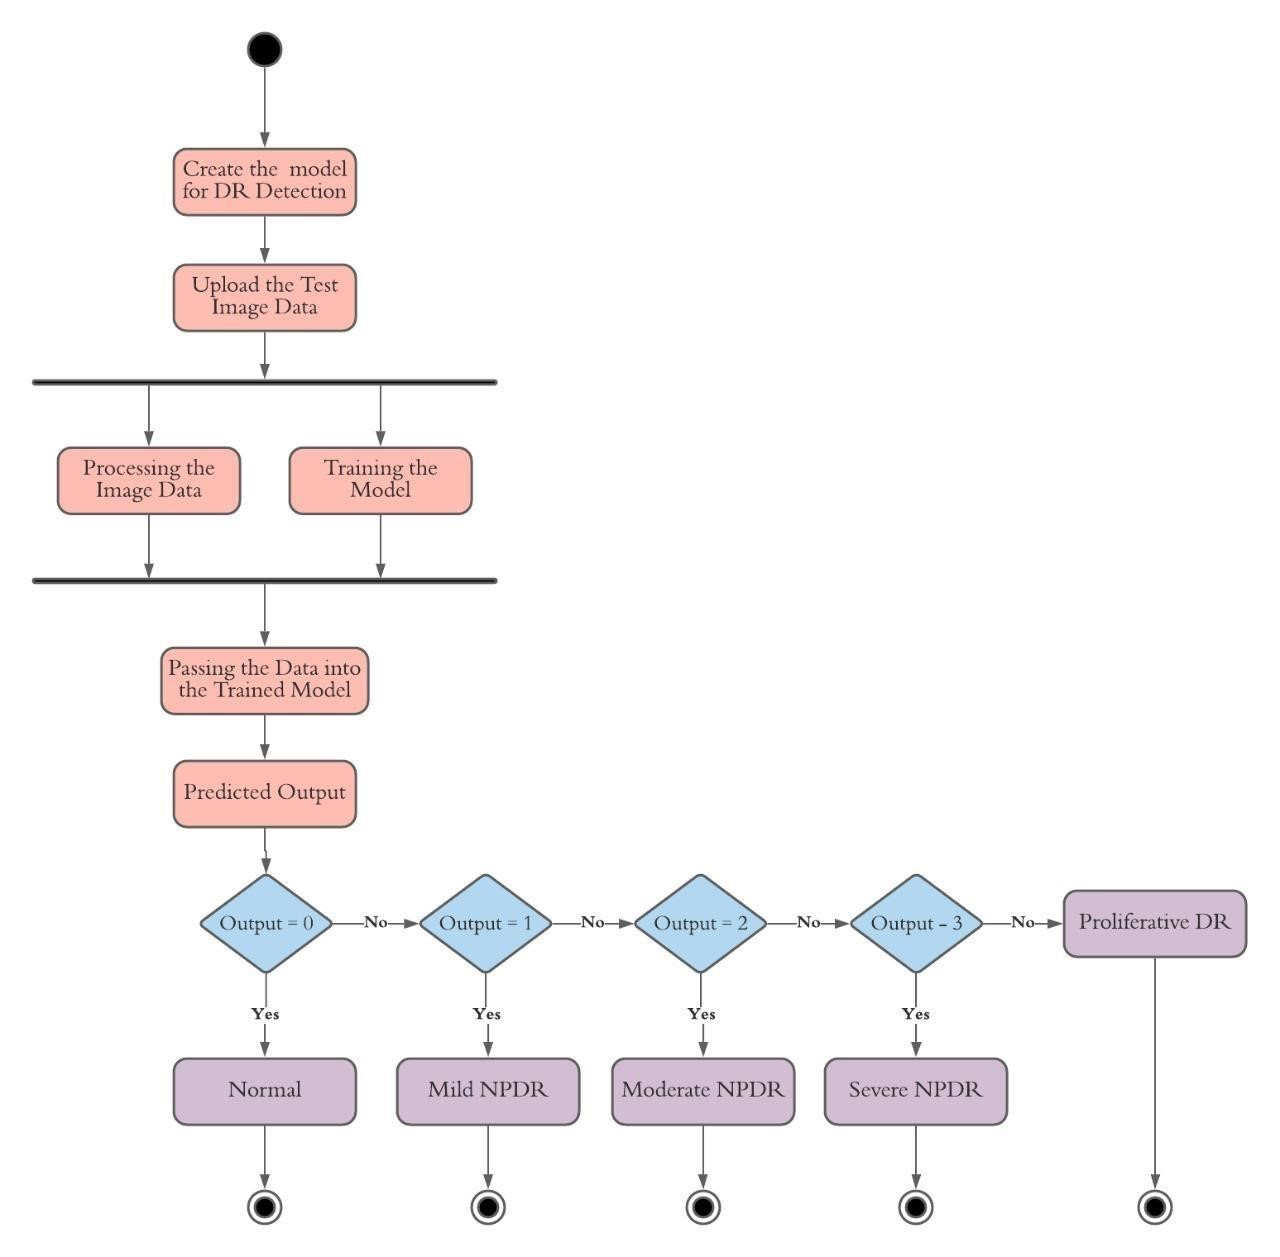 Create the model
for DR Detection
Upload the Test
Image Data
Processing the
Image Data
Training the
Model
Passing the Data into
the Trained Model
Predicted Output
Output = 0
No
Output = 1
No
Output = 2
No
Output - 3
No
Proliferative DR
Yes
Yes
Yes
Yes
Normal
Mild NPDR
Moderate NPDR
Severe NPDR